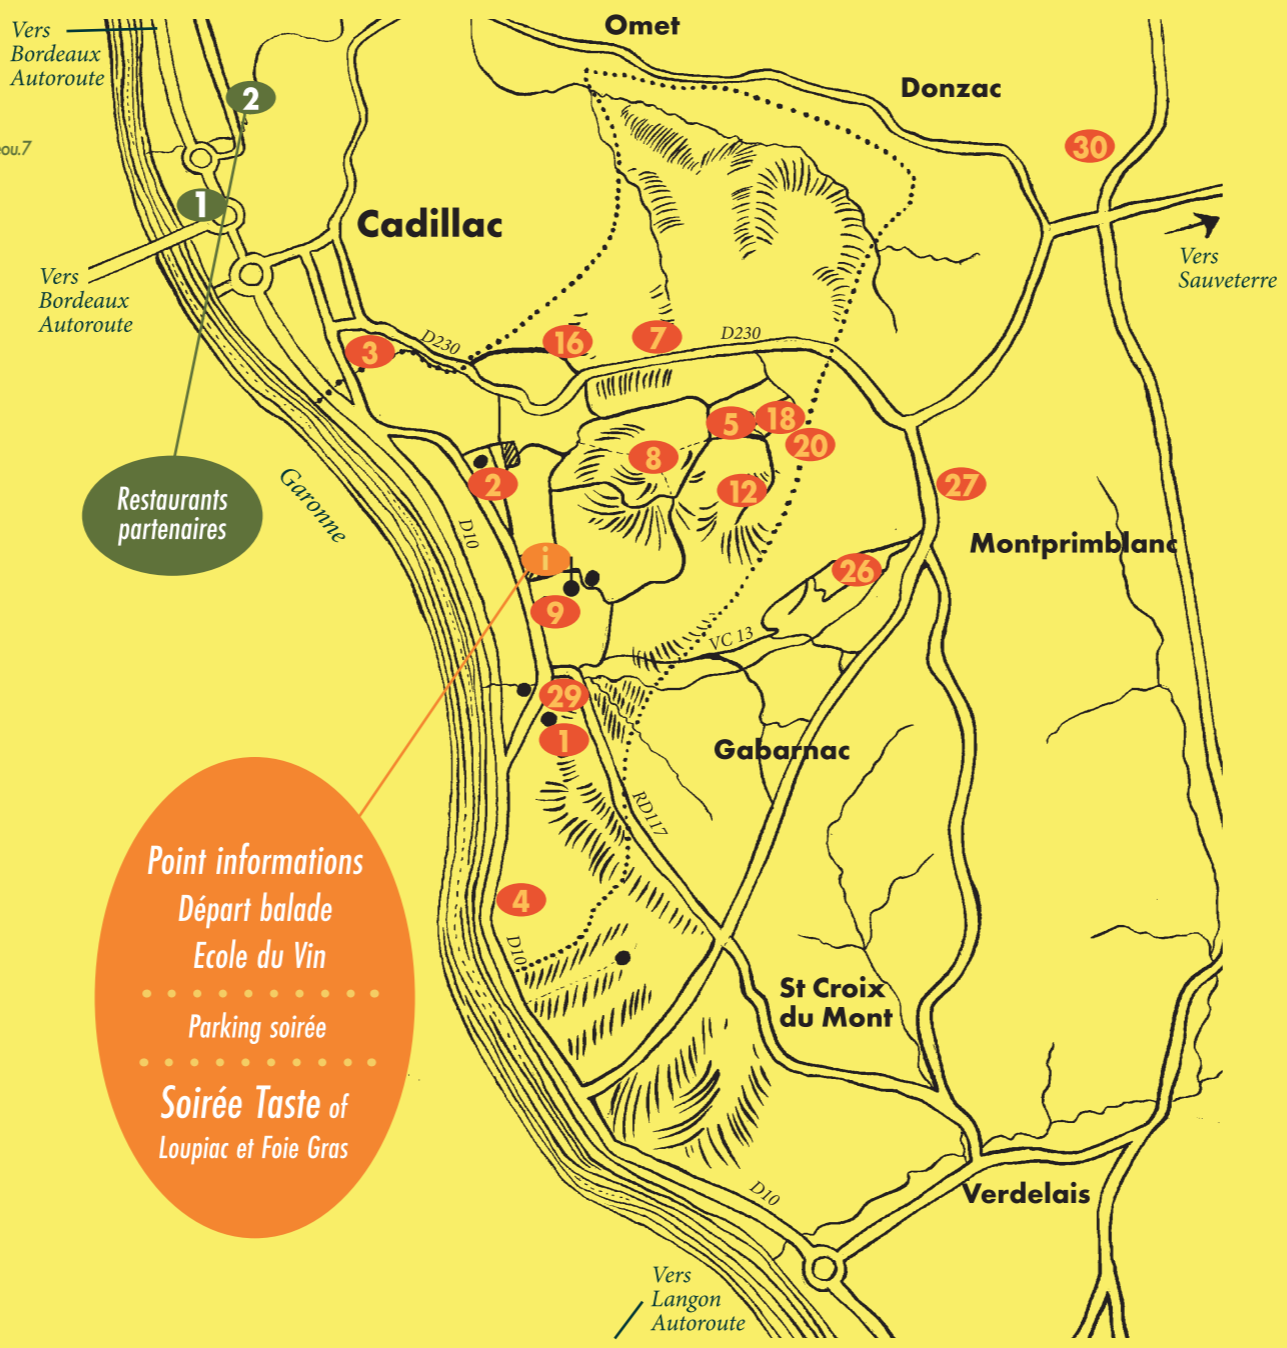 Vers
Bordeaux
Autoroute
Omet
Donzac
2
ou.7
30
1
Cadillac
Vers
Sauveterre
Vers
Bordeaux
Autoroute
D230
16
7
D230
3
5
18
20
8
12
2
27
Restaurants
partenaires
Garonne
D10
Montprimblanc
i
26
9
VC 13
29
1
Gabarnac
RD117
Point informations
Départ balade
Ecole du Vin
Parking soirée
Soirée Taste of
Loupiac et Foie Gras
4
D10
St Croix
du Mont
D10
Verdelais
Vers
Langon
Autoroute